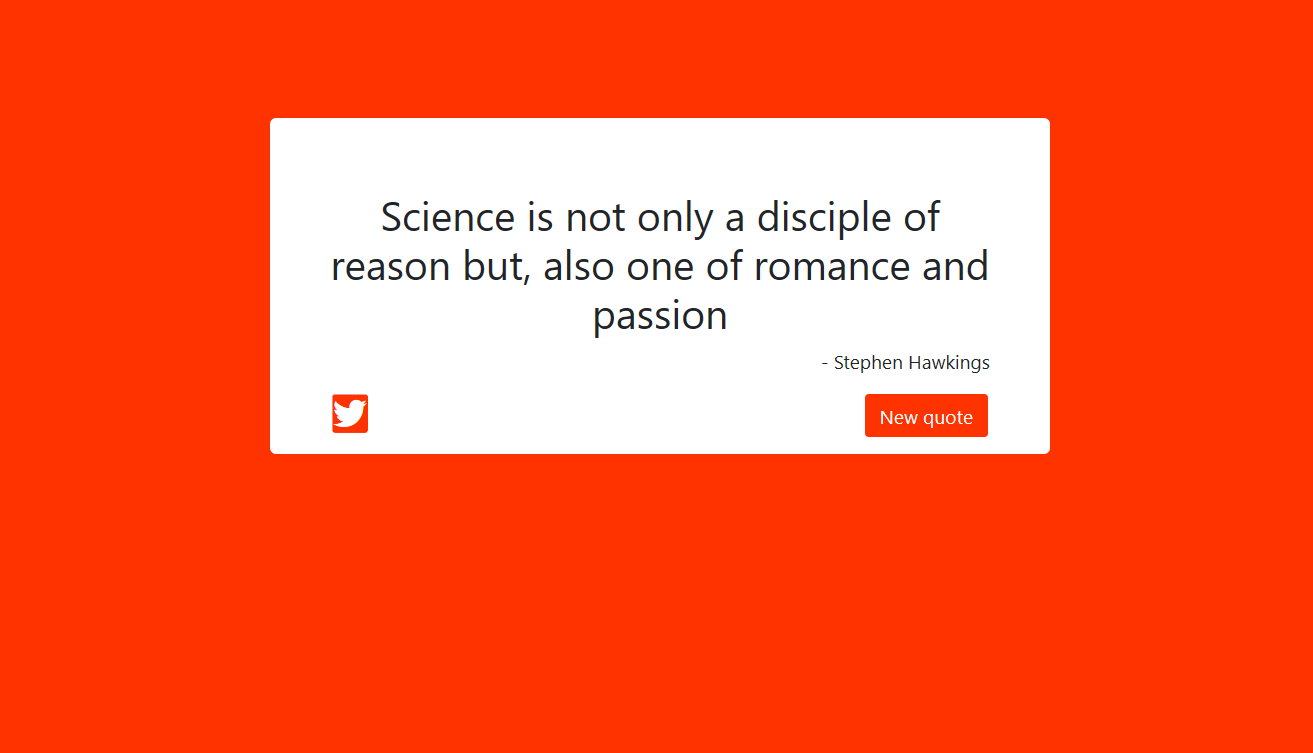 Science is not only a disciple of
reason but, also one of romance and
passion
- Stephen Hawkings
New quote